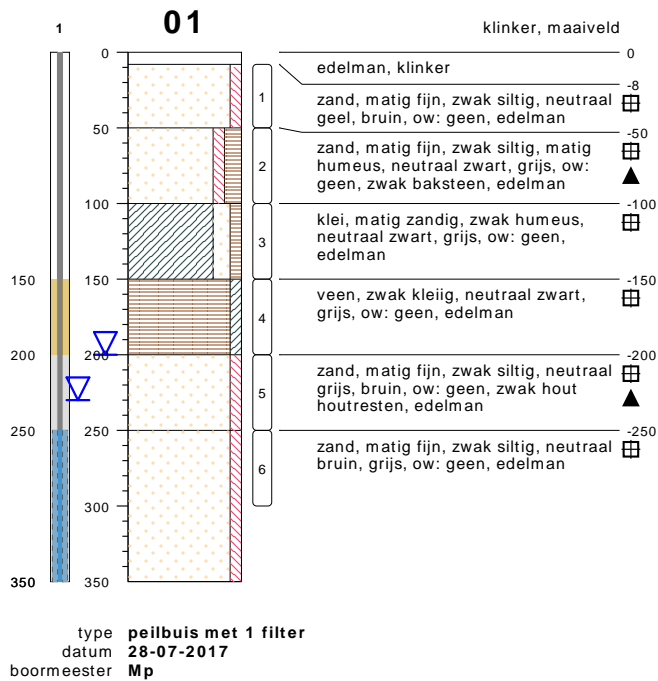 1
01
klinker, maaiveld
0
0
edelman, klinker
-8
1
zand, matig fijn, zwak siltig, neutraal
geel, bruin, ow: geen, edelman
50
-50
2
zand, matig fijn, zwak siltig, matig
humeus, neutraal zwart, grijs, ow:
geen, zwak baksteen, edelman
100
-100
3
klei, matig zandig, zwak humeus,
neutraal zwart, grijs, ow: geen,
edelman
150
150
-150
4
veen, zwak kleiig, neutraal zwart,
grijs, ow: geen, edelman
200
200
-200
5
zand, matig fijn, zwak siltig, neutraal
grijs, bruin, ow: geen, zwak hout
houtresten, edelman
250
250
-250
6
zand, matig fijn, zwak siltig, neutraal
bruin, grijs, ow: geen, edelman
300
350
350
type peilbuis met 1 filter
datum 28-07-2017
boormeester Mp